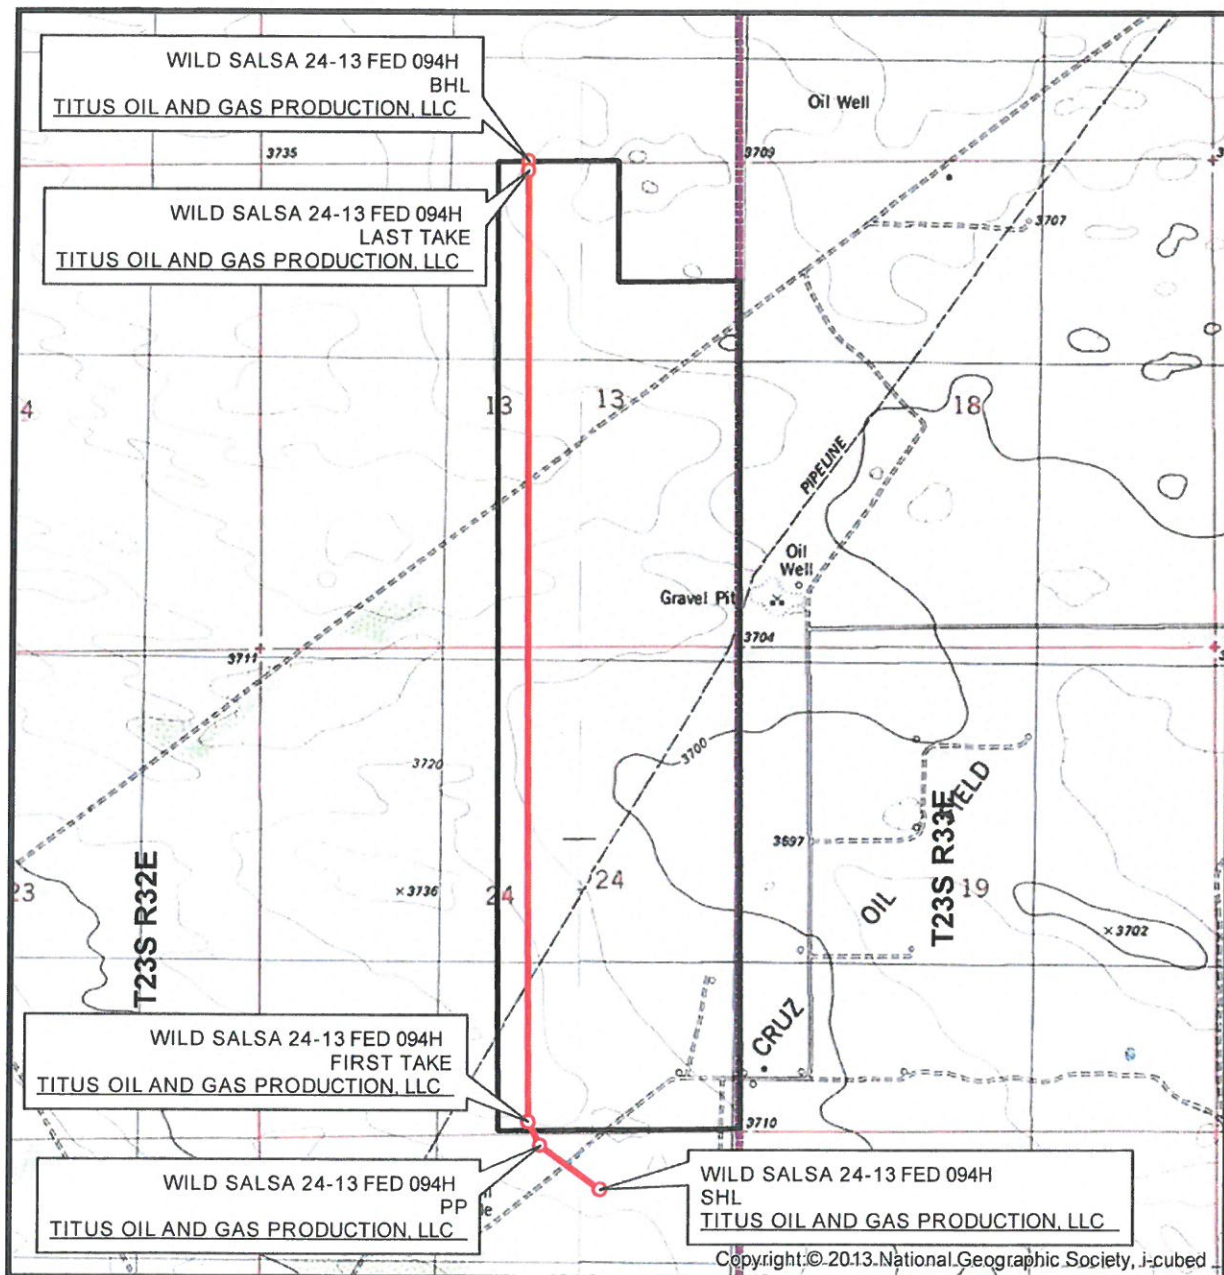 WILD SALSA 24-13 FED 094H
BHL
TITUS OIL AND GAS PRODUCTION, LLC
Oil Well
3735
3709
WILD SALSA 24-13 FED 094H
LAST TAKE
TITUS OIL AND GAS PRODUCTION, LLC
3707
4
13
13
18
PIPELINE
Oil
Well
Gravel Pit
3704
3711
3700
3720
3697
FIELD
23
T23S R32E
×3736
24
24
OIL
T23S R33E
19
×3702
WILD SALSA 24-13 FED 094H
FIRST TAKE
TITUS OIL AND GAS PRODUCTION, LLC
CRUZ
3710
WILD SALSA 24-13 FED 094H
PP
TITUS OIL AND GAS PRODUCTION, LLC
WILD SALSA 24-13 FED 094H
SHL
TITUS OIL AND GAS PRODUCTION, LLC
Copyright:© 2013 National Geographic Society, i-cubed